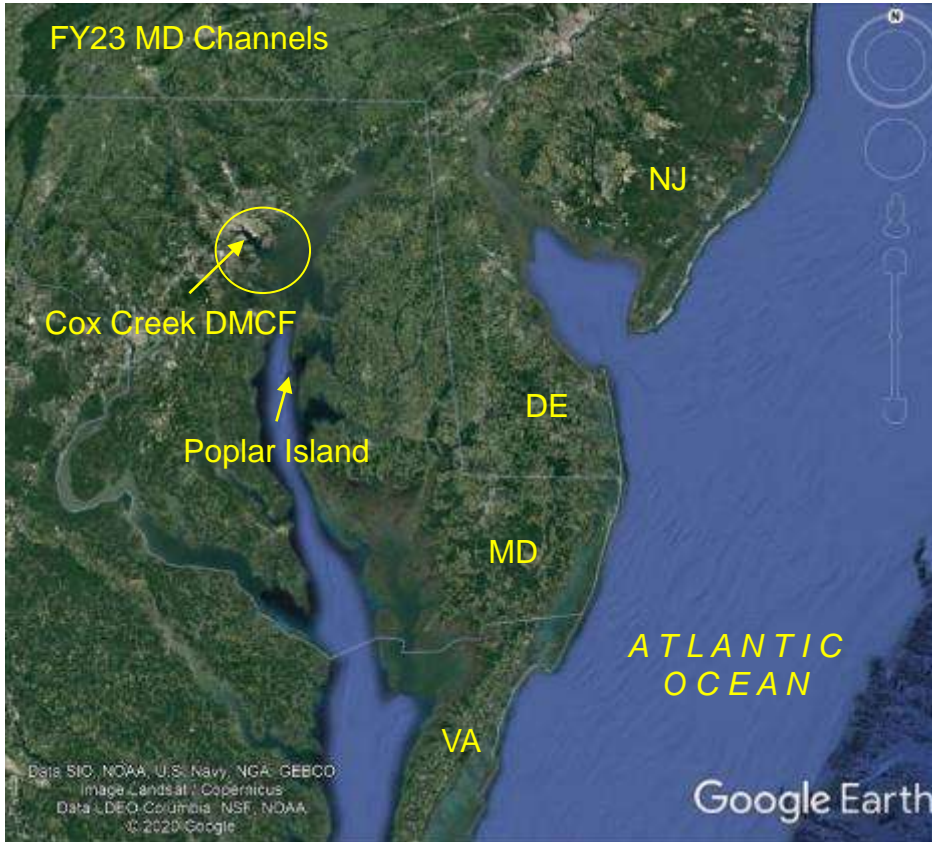 FY23 MD Channels
N
NJ
Cox Creek DMCF
DE
Poplar Island
MD
ATLANTIC
OCEAN
VA
Data SIO, NOAA, U.S. Navy, NGA, GEBCO
Image Landsat / Copernicus
Data LDEO-Columbia, NSF, NOAA
© 2020 Google
Google Earth